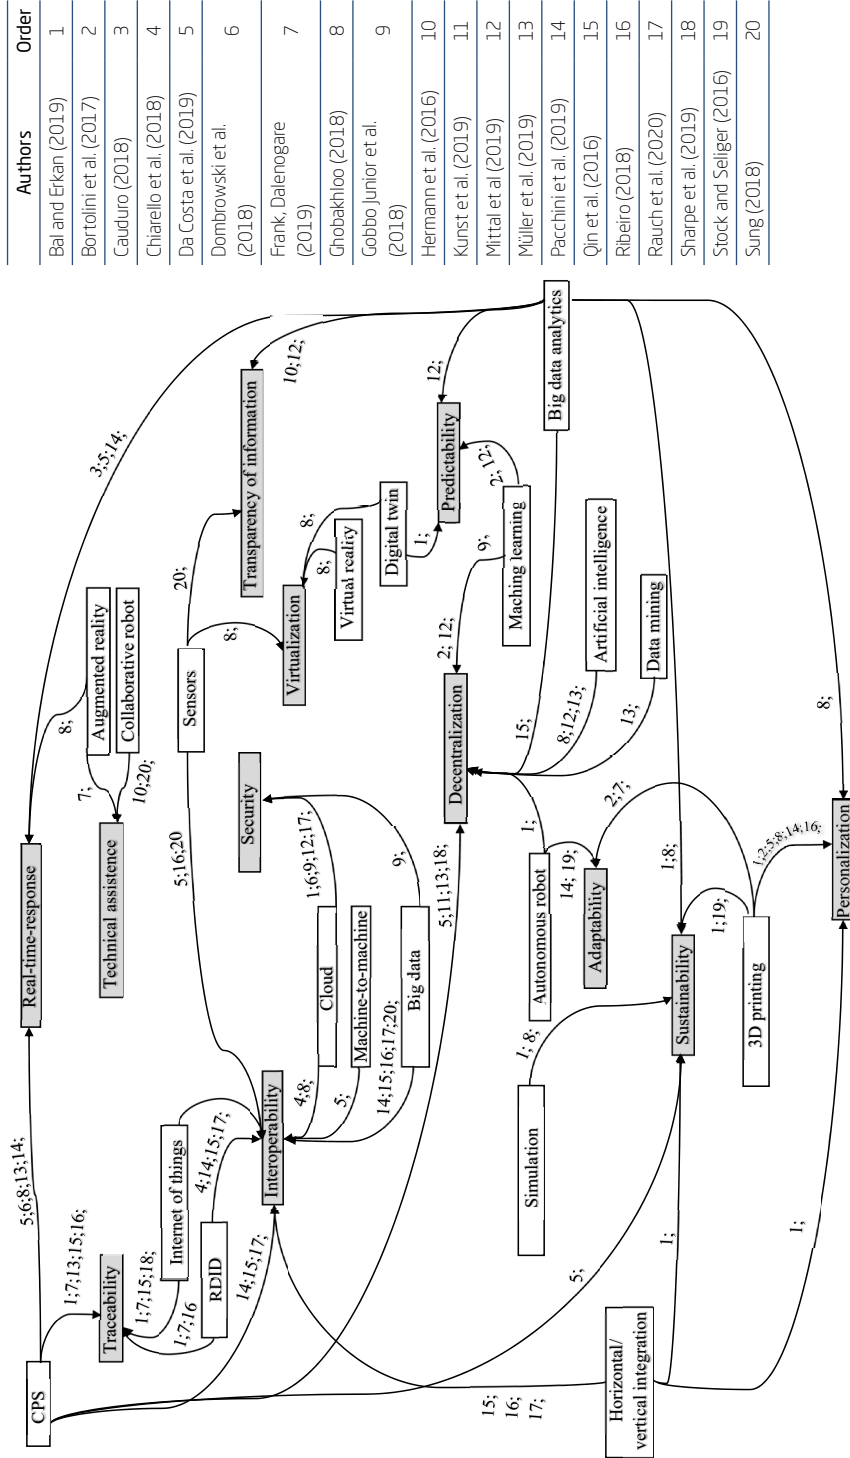 CPS
5;6;8;13;14;
Real-time-response
3;5;14;
8;
Augmented reality
Collaborative robot
7;
10;20;
Technical assistence
1;7;13;15;16;
Traceability
1;7;15;18;
Internet of things
1;7;16
RDID
4;14;15;17;
14;15;17;
Interoperability
5;16;20
Sensors
20;
8;
Transparency of information
10;12;
Security
1;6;9;12;17;
Cloud
4;8;
Machine-to-machine
5;
Big data
9;
14;15;16;17;20;
Virtualization
8;
8;
Virtual reality
Digital twin
1;
Predictability
12;
2; 12;
Maching learning
9;
2; 12;
Decentralization
5;11;13;18;
15;
Big data analytics
8;12;13;
Artificial intelligence
13;
Data mining
1;
Autonomous robot
14; 19;
Adaptability
2;7;
Simulation
1; 8;
5;
Sustainability
1;8;
1;19;
1;
3D printing
1;2;5;8;14;16;
8;
Personalization
1;
Horizontal/
vertical integration
15;
16;
17;
Authors Order
Bal and Erkan (2019) 1
Bortolini et al. (2017) 2
Cauduro (2018) 3
Chiarello et al. (2018) 4
Da Costa et al. (2019) 5
Dombrowski et al.
(2018) 6
Frank, Dalenogare
(2019) 7
Ghobakhloo (2018) 8
Gobbo Junior et al.
(2018) 9
Hermann et al. (2016) 10
Kunst et al. (2019) 11
Mittal et al (2019) 12
Müller et al. (2019) 13
Pacchini et al. (2019) 14
Qin et al. (2016) 15
Ribeiro (2018) 16
Rauch et al. (2020) 17
Sharpe et al. (2019) 18
Stock and Seliger (2016) 19
Sung (2018) 20